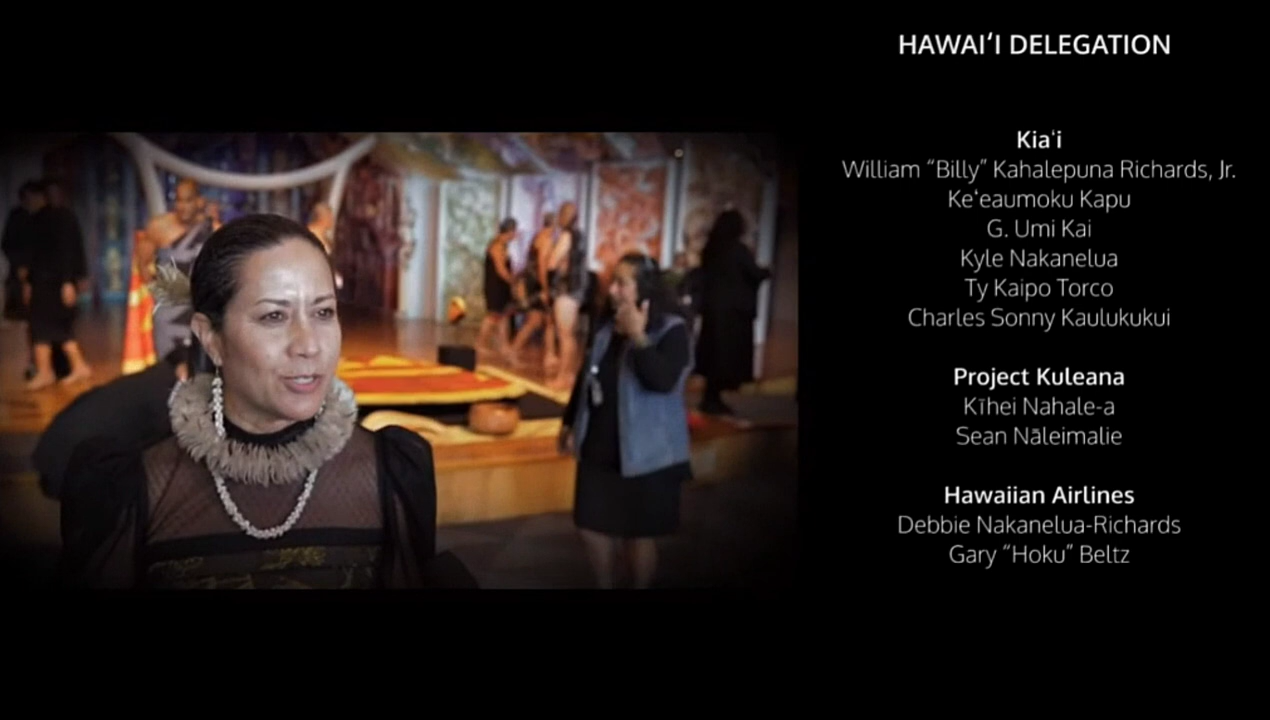 HAWAIʻI DELEGATION
Kiaʻi
William “Billy” Kahalepuna Richards, Jr.
Keʻeaumoku Kapu
G. Umi Kai
Kyle Nakanelua
Ty Kaipo Torco
Charles Sonny Kaulukukui
Project Kuleana
Kīhei Nahale-a
Sean Nāleimalie
Hawaiian Airlines
Debbie Nakanelua-Richards
Gary “Hoku” Beltz